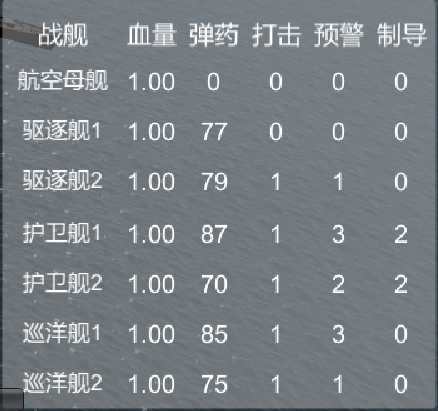 战舰 血量 弹药 打击 预警 制导
航空母舰 1.00 0 0 0 0
驱逐舰1 1.00 77 0 0 0
驱逐舰2 1.00 79 1 1 0
护卫舰1 1.00 87 1 3 2
护卫舰2 1.00 70 1 2 2
巡洋舰1 1.00 85 1 3 0
巡洋舰2 1.00 75 1 1 0